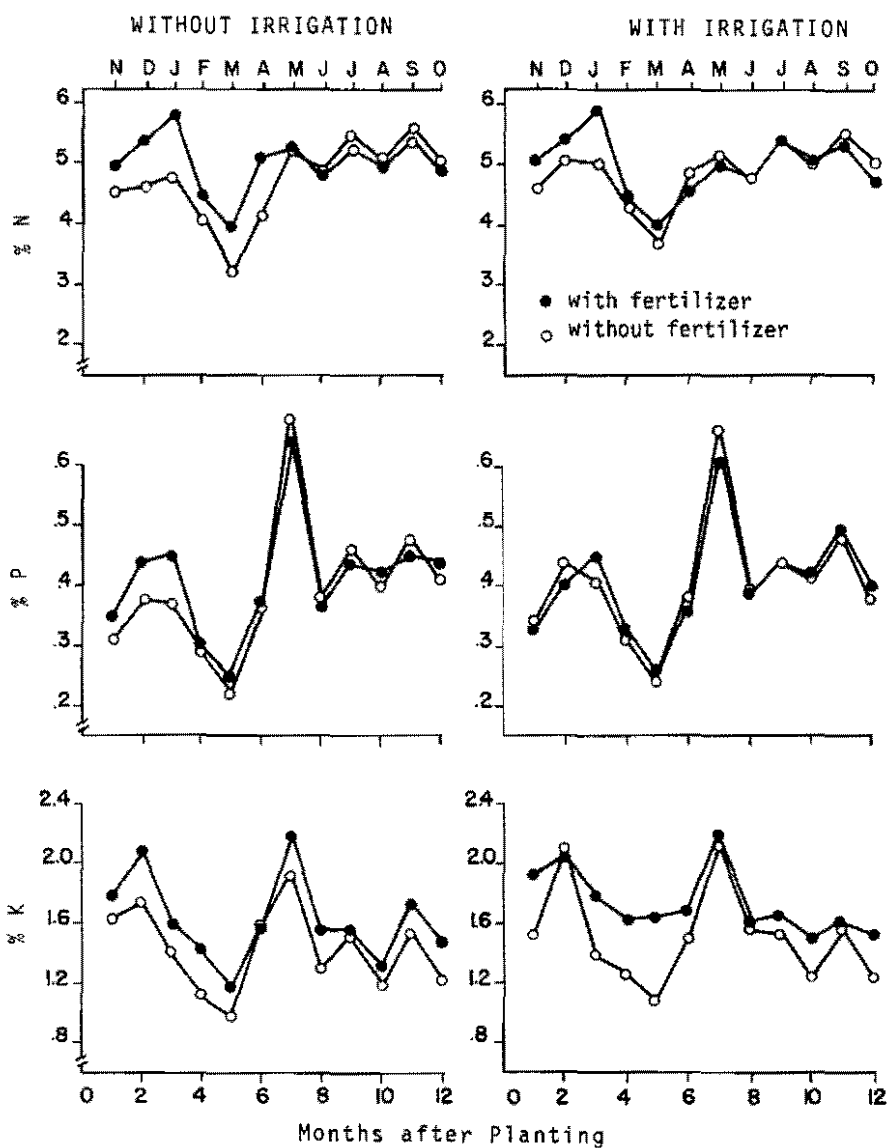 WITHOUT IRRIGATION
WITH IRRIGATION
N D J F M A M J J A S O
N D J F M A M J J A S O
6
5
4
3
2
% N
6
5
4
3
2
with fertilizer
without fertilizer
.6
.5
.4
.3
.2
% P
.6
.5
.4
.3
.2
2.4
2.0
1.6
1.2
.8
% K
2.4
2.0
1.6
1.2
.8
0 2 4 6 8 10 12
0 2 4 6 8 10 12
Months after Planting